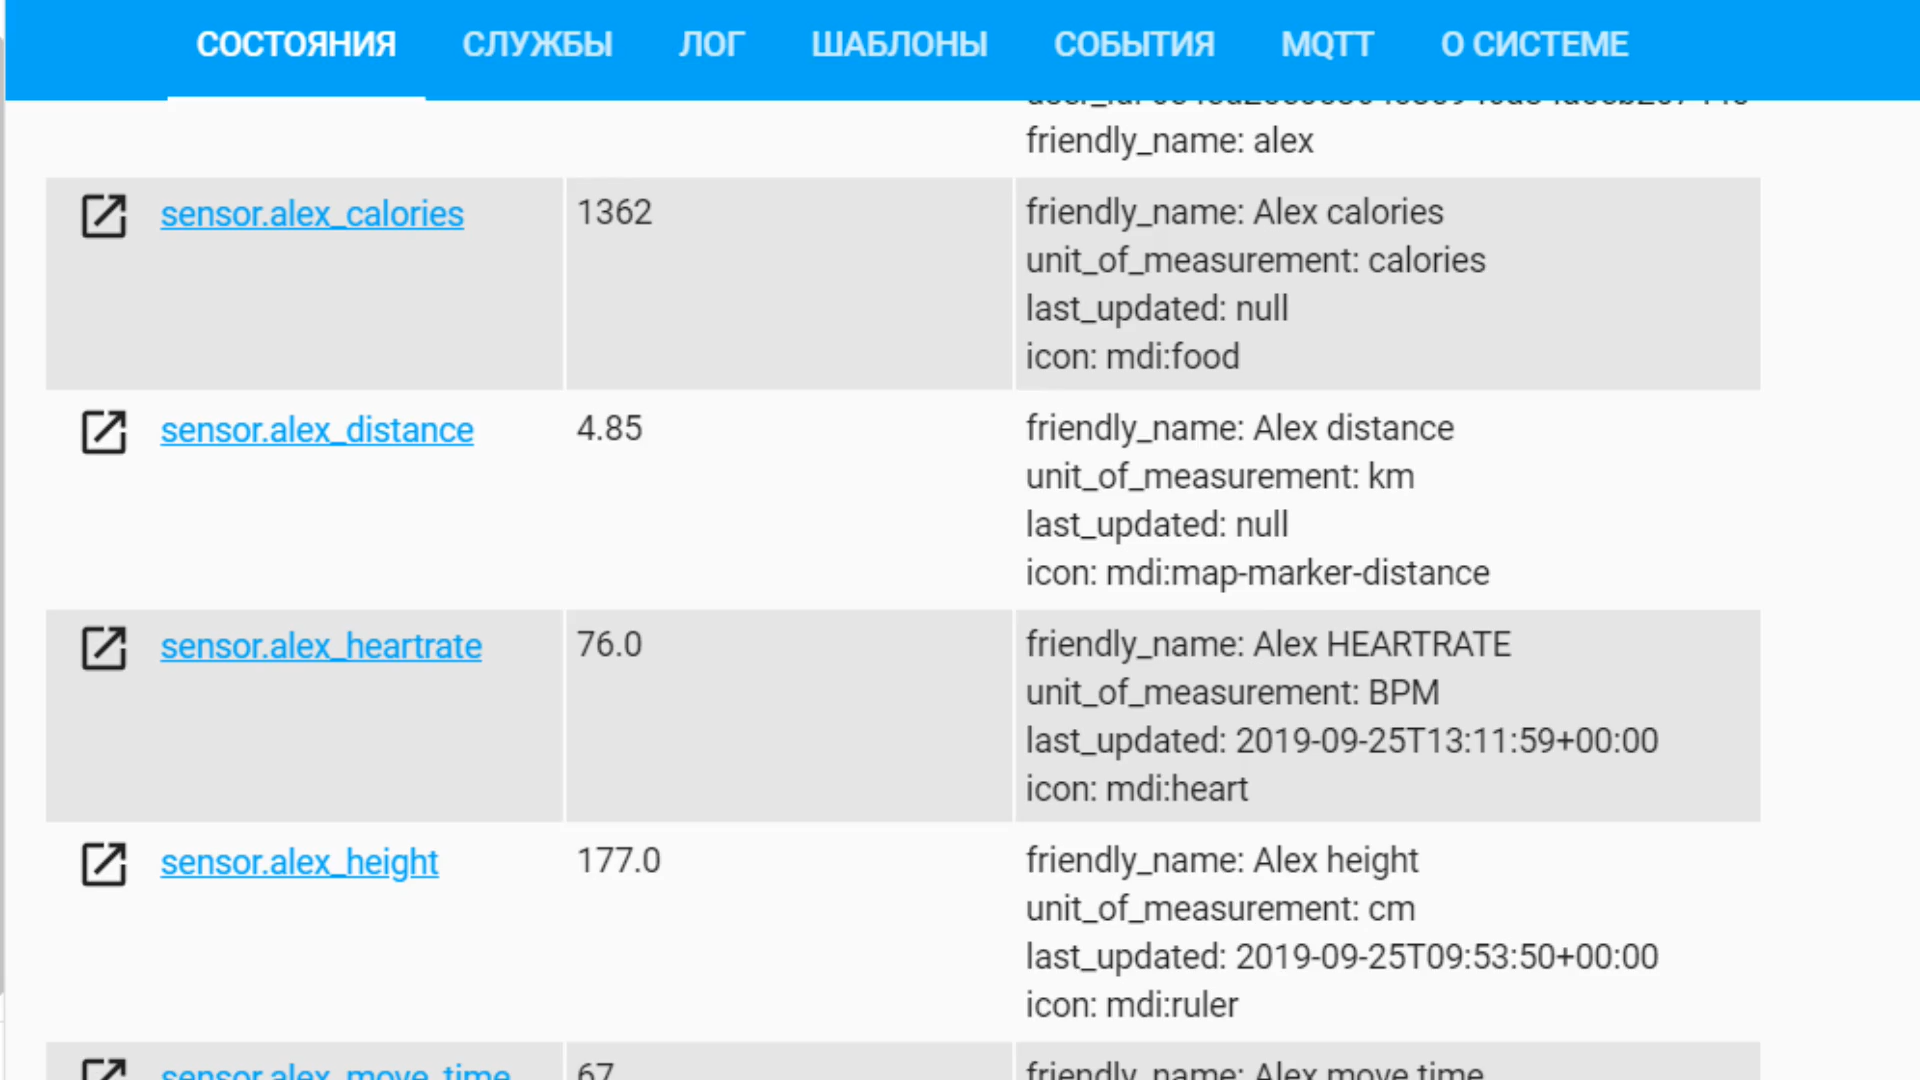 СОСТОЯНИЯ СЛУЖБЫ ЛОГ ШАБЛОНЫ СОБЫТИЯ MQTT О СИСТЕМЕ
friendly_name: alex
sensor.alex_calories 1362 friendly_name: Alex calories
unit_of_measurement: calories
last_updated: null
icon: mdi:food
sensor.alex_distance 4.85 friendly_name: Alex distance
unit_of_measurement: km
last_updated: null
icon: mdi:map-marker-distance
sensor.alex_heartrate 76.0 friendly_name: Alex HEARTRATE
unit_of_measurement: BPM
last_updated: 2019-09-25T13:11:59+00:00
icon: mdi:heart
sensor.alex_height 177.0 friendly_name: Alex height
unit_of_measurement: cm
last_updated: 2019-09-25T09:53:50+00:00
icon: mdi:ruler
sensor.alex_move_time 67 friendly_name: Alex move time